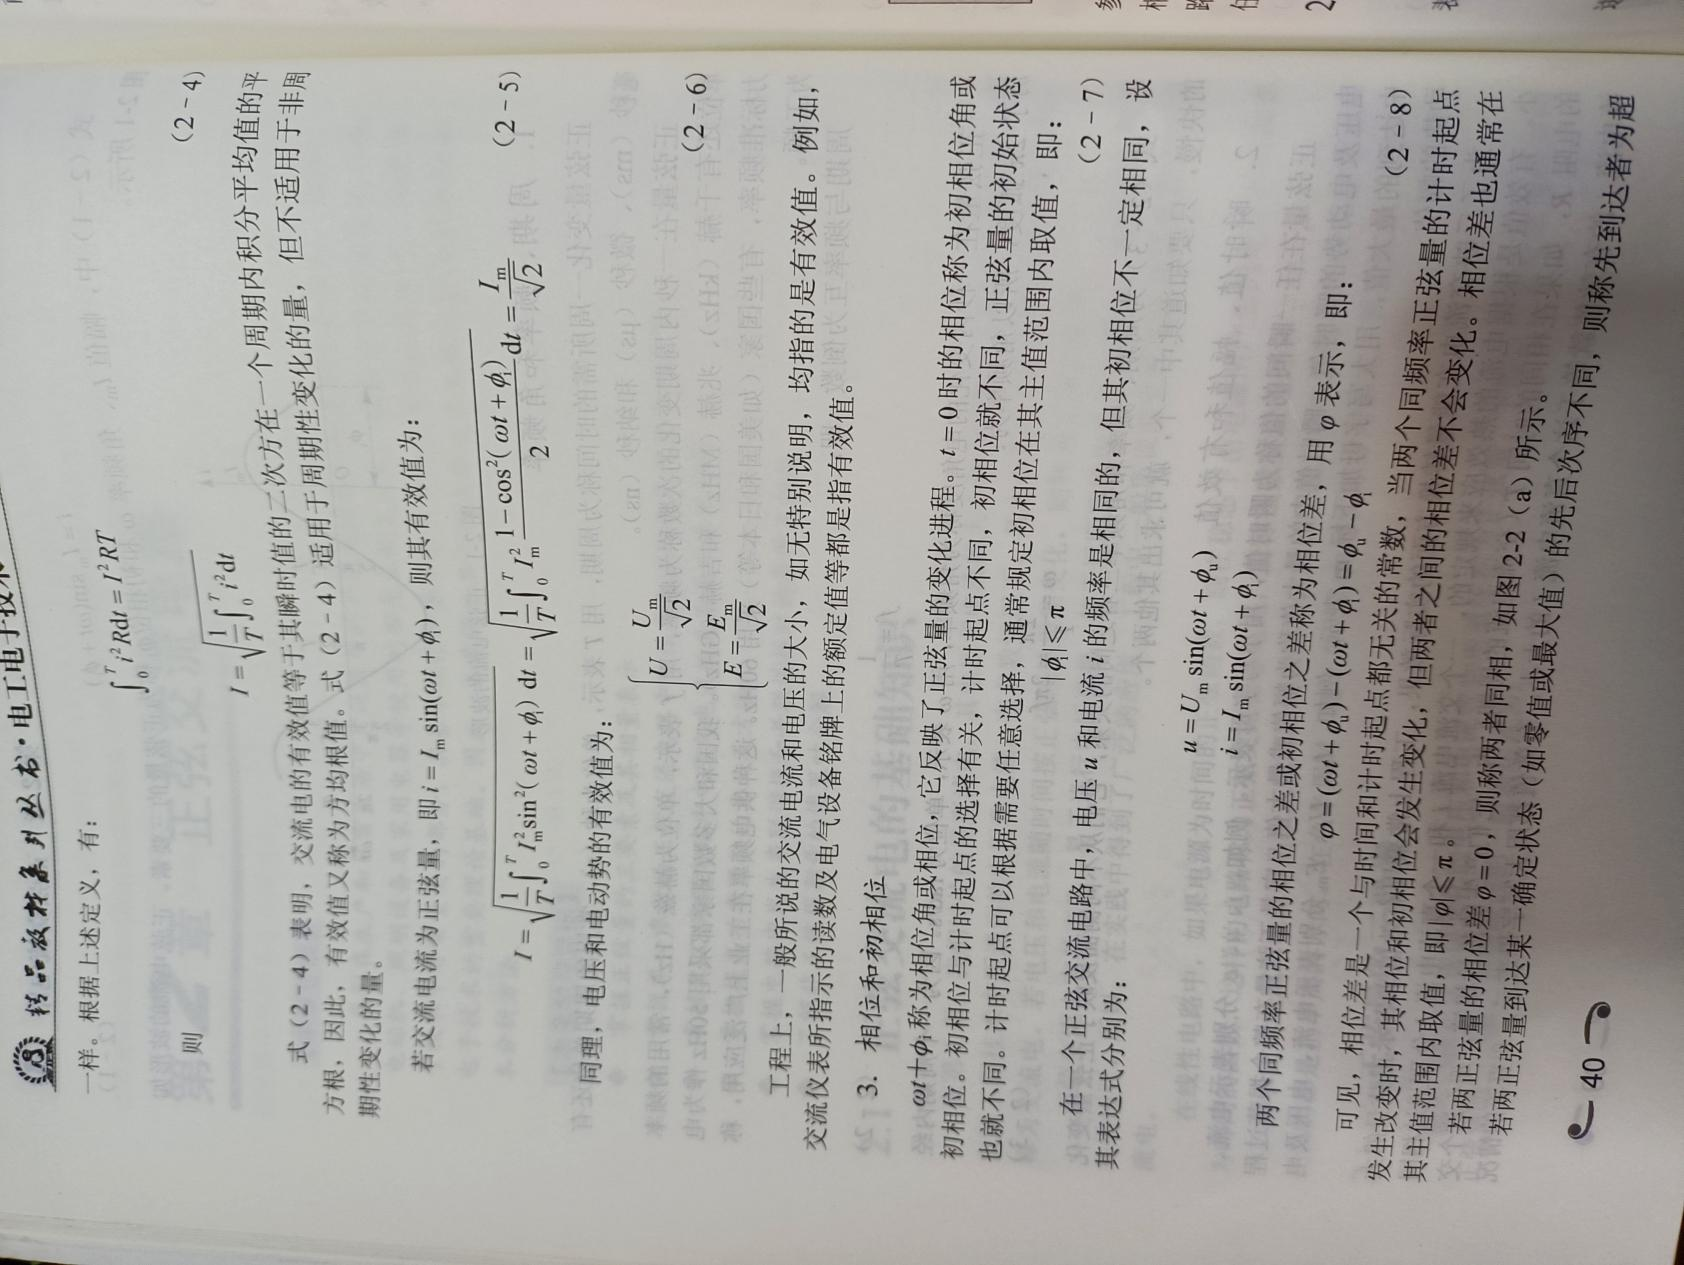 精品教材系列丛书·电工电子技术
一样。根据上述定义，有：
∫₀ᵀ i²Rdt = I²RT
则
I = √(1/T ∫₀ᵀ i²dt) (2-4)
式(2-4)表明，交流电的有效值等于其瞬时值的二次方在一个周期内积分平均值的平
方根，因此，有效值又称为方均根值。式(2-4)适用于周期性变化的量，但不适用于非周
期性变化的量。
若交流电流为正弦量，即 i = Iₘ sin(ωt + ϕᵢ)，则其有效值为：
I = √(1/T ∫₀ᵀ Iₘ² sin²(ωt + ϕᵢ) dt) = √(1/T ∫₀ᵀ Iₘ² (1-cos²(ωt + ϕᵢ))/2 dt) = Iₘ/√2 (2-5)
同理，电压和电动势的有效值为：
{ U = Uₘ/√2
E = Eₘ/√2 (2-6)
工程上，一般所说的交流电流和电压的大小，如无特别说明，均指的是有效值。例如，
交流仪表所指示的读数及电气设备铭牌上的额定值等都是指有效值。
3. 相位和初相位
ωt+ϕᵢ称为相位角或相位,它反映了正弦量的变化进程。t=0时的相位称为初相位角或
初相位。初相位与计时起点的选择有关，计时起点不同，初相位就不同，正弦量的初始状态
也就不同。计时起点可以根据需要任意选择，通常规定初相位在其主值范围内取值，即：
|ϕᵢ|≤π (2-7)
在一个正弦交流电路中，电压 u 和电流 i 的频率是相同的，但其初相位不一定相同，设
其表达式分别为：
u = Uₘ sin(ωt + ϕᵤ)
i = Iₘ sin(ωt + ϕᵢ)
两个同频率正弦量的相位之差或初相位之差称为相位差，用 φ 表示，即：
φ = (ωt + ϕᵤ) - (ωt + ϕᵢ) = ϕᵤ - ϕᵢ (2-8)
可见，相位差是一个与时间和计时起点都无关的常数，当两个同频率正弦量的计时起点
发生改变时，其相位和初相位会发生变化，但两者之间的相位差不会变化。相位差也通常在
其主值范围内取值，即|φ|≤π。
若两正弦量的相位差φ=0，则称两者同相，如图2-2（a）所示。
若两正弦量到达某一确定状态（如零值或最大值）的先后次序不同，则称先到达者为超
40